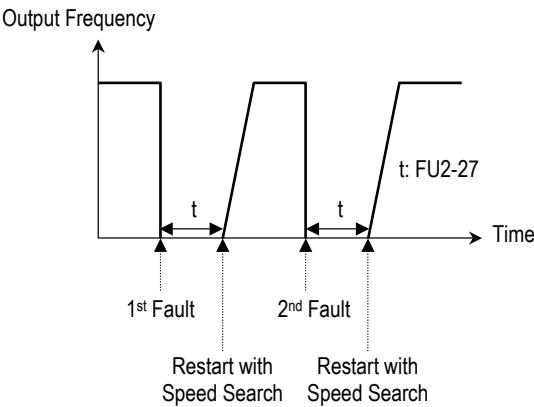 Output Frequency
t
t
t: FU2-27
Time
1st Fault
2nd Fault
Restart with
Speed Search
Restart with
Speed Search